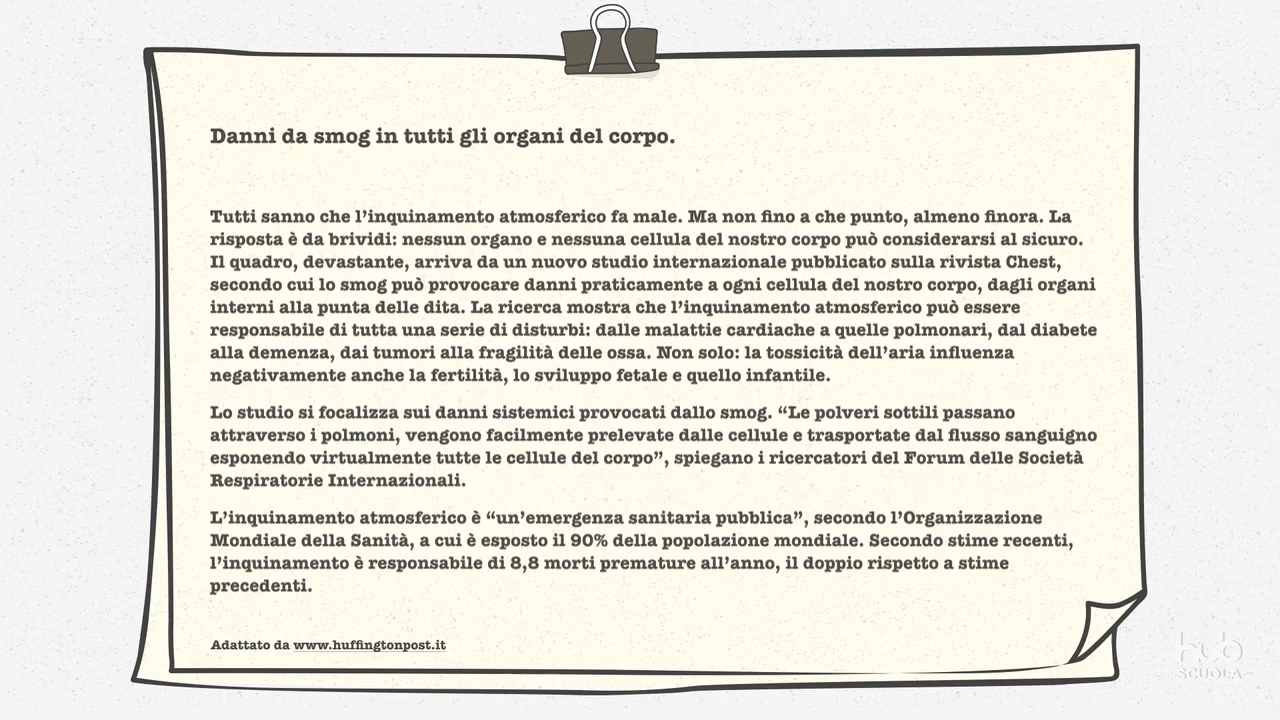 Danni da smog in tutti gli organi del corpo.
Tutti sanno che l’inquinamento atmosferico fa male. Ma non fino a che punto, almeno finora. La
risposta è da brividi: nessun organo e nessuna cellula del nostro corpo può considerarsi al sicuro.
Il quadro, devastante, arriva da un nuovo studio internazionale pubblicato sulla rivista Chest,
secondo cui lo smog può provocare danni praticamente a ogni cellula del nostro corpo, dagli organi
interni alla punta delle dita. La ricerca mostra che l’inquinamento atmosferico può essere
responsabile di tutta una serie di disturbi: dalle malattie cardiache a quelle polmonari, dal diabete
alla demenza, dai tumori alla fragilità delle ossa. Non solo: la tossicità dell’aria influenza
negativamente anche la fertilità, lo sviluppo fetale e quello infantile.
Lo studio si focalizza sui danni sistemici provocati dallo smog. “Le polveri sottili passano
attraverso i polmoni, vengono facilmente prelevate dalle cellule e trasportate dal flusso sanguigno
esponendo virtualmente tutte le cellule del corpo”, spiegano i ricercatori del Forum delle Società
Respiratorie Internazionali.
L’inquinamento atmosferico è “un’emergenza sanitaria pubblica”, secondo l’Organizzazione
Mondiale della Sanità, a cui è esposto il 90% della popolazione mondiale. Secondo stime recenti,
l’inquinamento è responsabile di 8,8 morti premature all’anno, il doppio rispetto a stime
precedenti.
Adattato da www.huffingtonpost.it
hub
SCUOLA